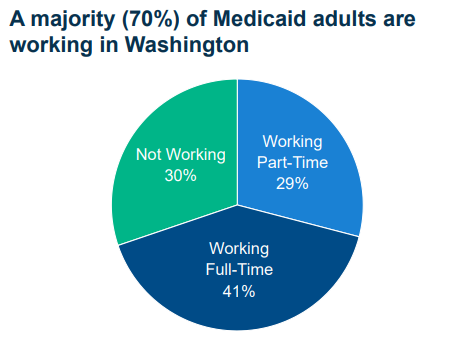 A majority (70%) of Medicaid adults are
working in Washington
Working
Part-Time
29%
Not Working
30%
Working
Full-Time
41%